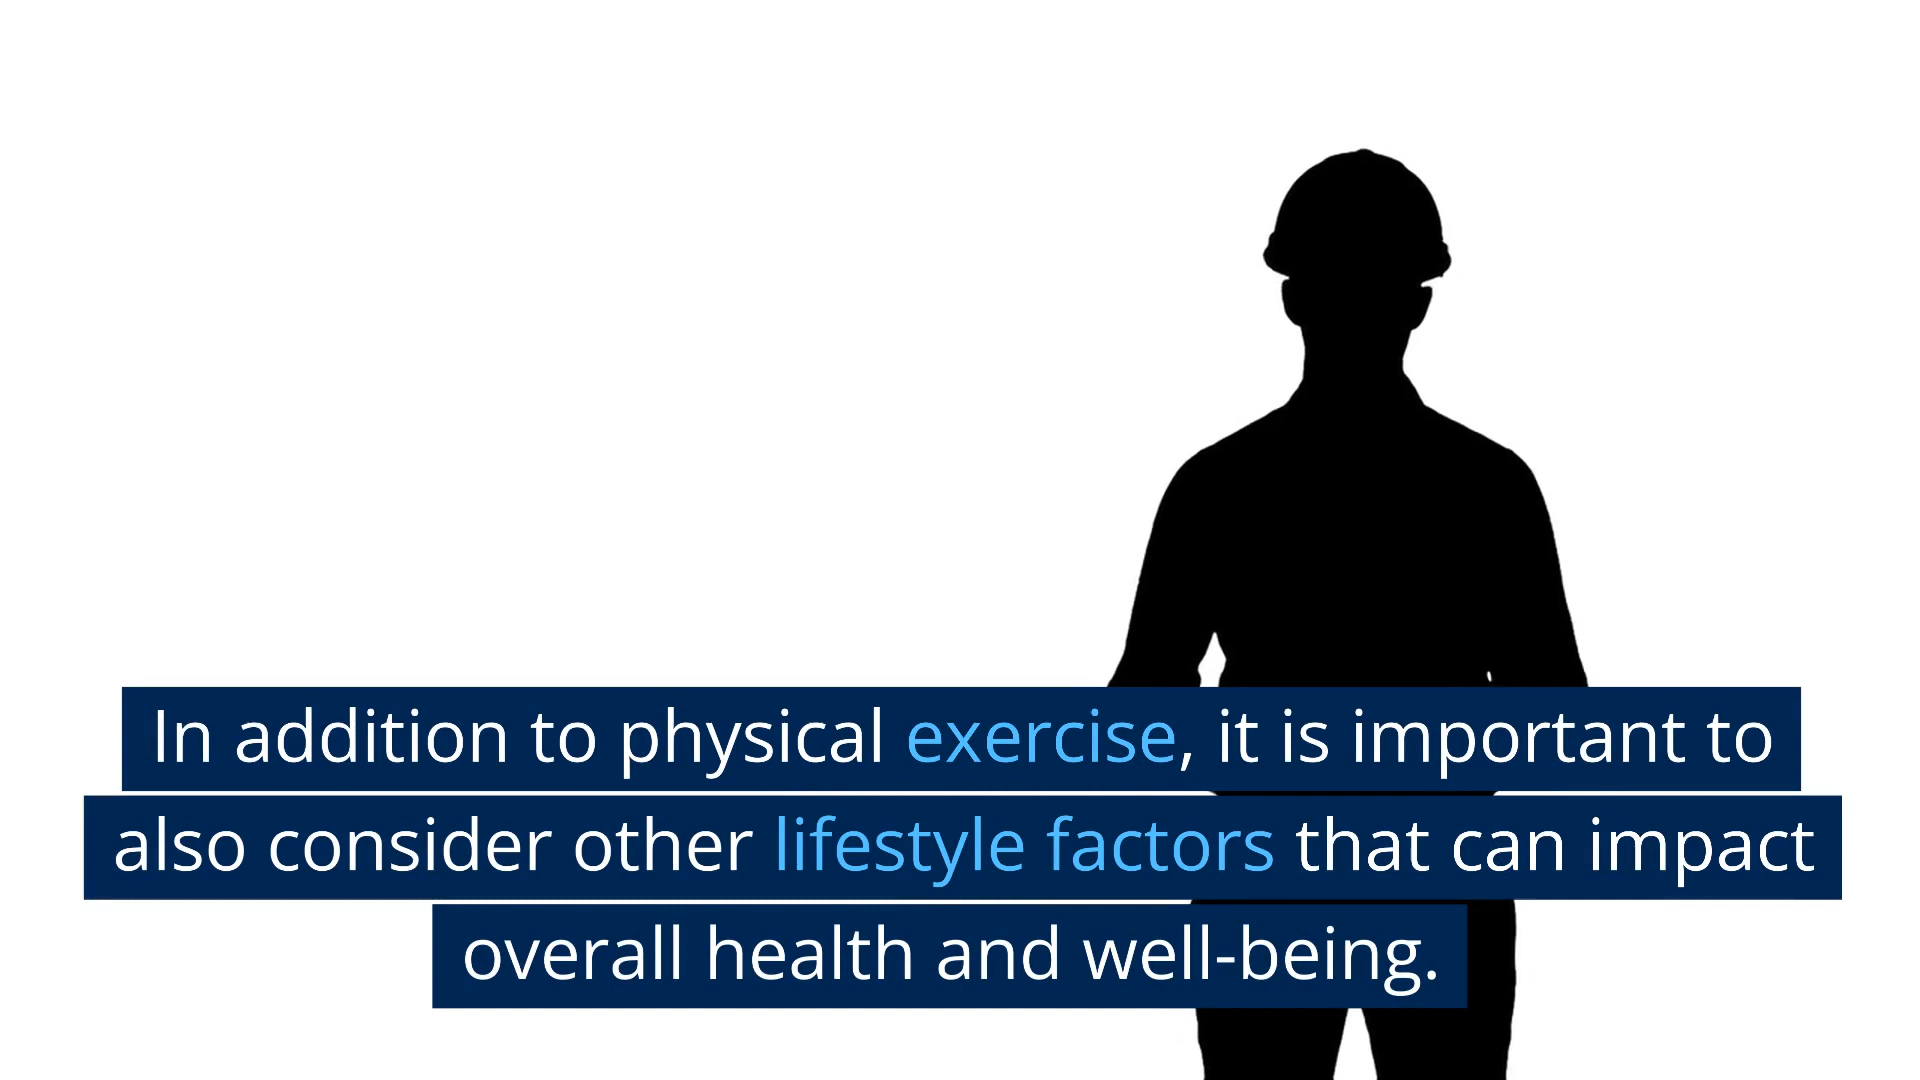 In addition to physical exercise, it is important to
also consider other lifestyle factors that can impact
overall health and well-being.